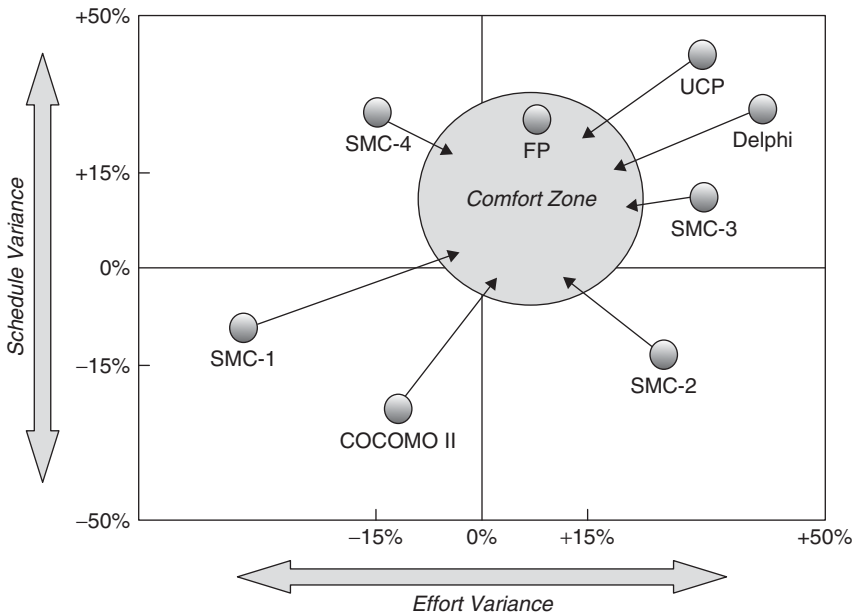 +50%
UCP
SMC-4
FP
Delphi
+15%
Comfort Zone
SMC-3
0%
Schedule Variance
SMC-1
−15%
SMC-2
COCOMO II
−50%
−15% 0% +15% +50%
Effort Variance